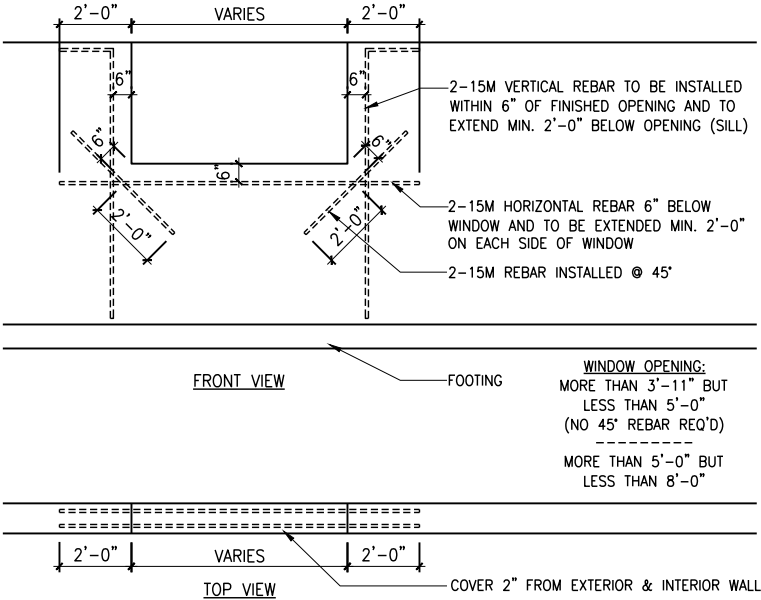 2'-0" VARIES 2'-0"
6" 6"
2-15M VERTICAL REBAR TO BE INSTALLED
WITHIN 6" OF FINISHED OPENING AND TO
EXTEND MIN. 2'-0" BELOW OPENING (SILL)
6" 6" 6"
2'-0" 2'-0"
2-15M HORIZONTAL REBAR 6" BELOW
WINDOW AND TO BE EXTENDED MIN. 2'-0"
ON EACH SIDE OF WINDOW
2-15M REBAR INSTALLED @ 45°
FRONT VIEW
FOOTING
WINDOW OPENING:
MORE THAN 3'-11" BUT
LESS THAN 5'-0"
(NO 45° REBAR REQ'D)
MORE THAN 5'-0" BUT
LESS THAN 8'-0"
2'-0" VARIES 2'-0"
TOP VIEW
COVER 2" FROM EXTERIOR & INTERIOR WALL